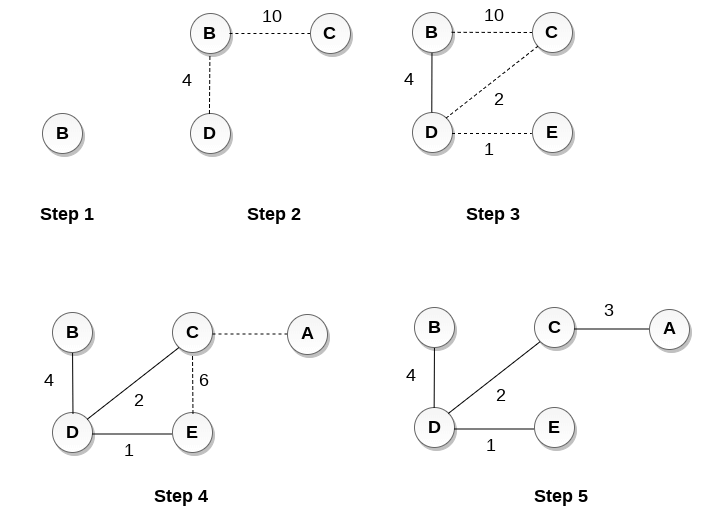 B
Step 1
B 10 C
4
D
Step 2
B 10 C
4
2
D 1 E
Step 3
B C A
4 6
2
D E
1
Step 4
3
B C A
4
2
D E
1
Step 5